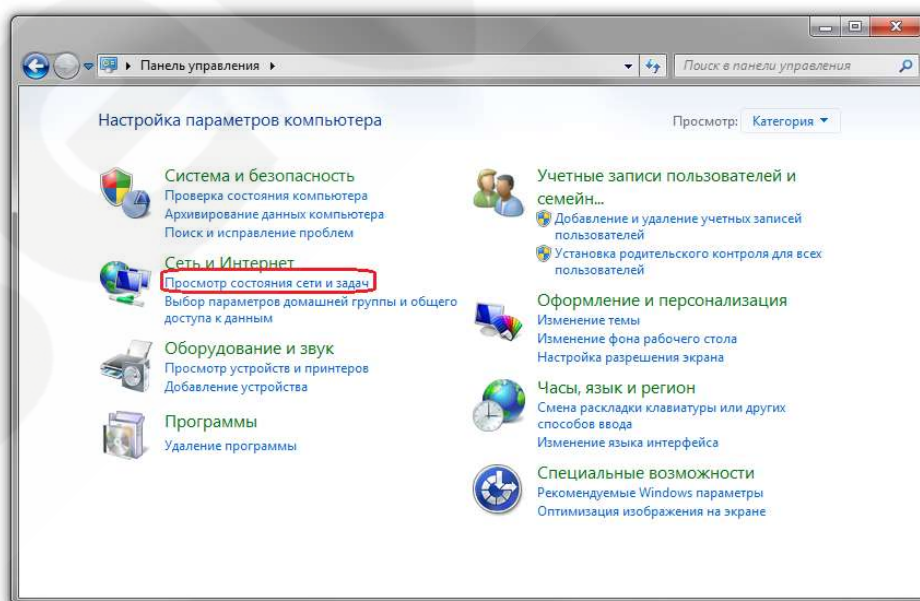 Панель управления
Поиск в панели управления
Настройка параметров компьютера
Просмотр: Категория
Система и безопасность
Проверка состояния компьютера
Архивирование данных компьютера
Поиск и исправление проблем
Сеть и Интернет
Просмотр состояния сети и задач
Выбор параметров домашней группы и общего
доступа к данным
Оборудование и звук
Просмотр устройств и принтеров
Добавление устройства
Программы
Удаление программы
Учетные записи пользователей и
семейн...
Добавление и удаление учетных записей
пользователей
Установка родительского контроля для всех
пользователей
Оформление и персонализация
Изменение темы
Изменение фона рабочего стола
Настройка разрешения экрана
Часы, язык и регион
Смена раскладки клавиатуры или других
способов ввода
Изменение языка интерфейса
Специальные возможности
Рекомендуемые Windows параметры
Оптимизация изображения на экране